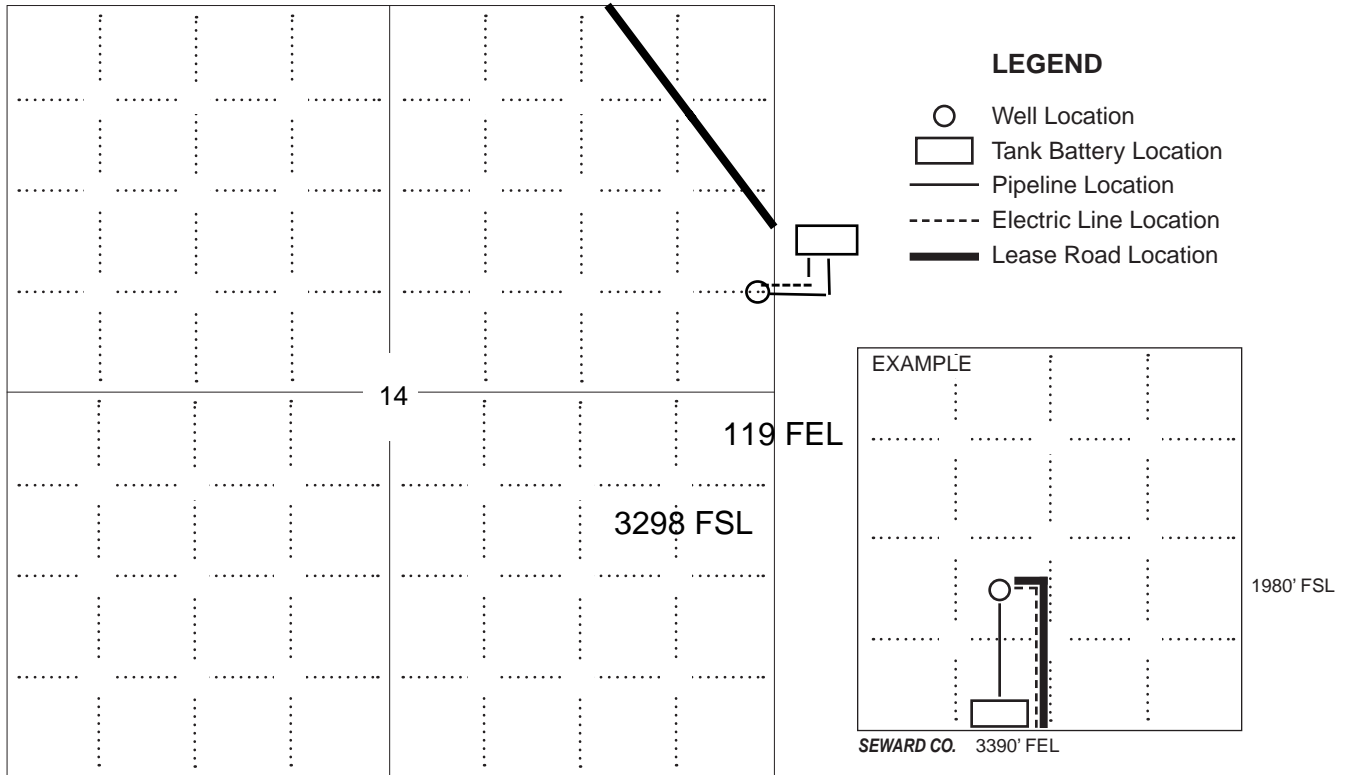 LEGEND
Well Location
Tank Battery Location
Pipeline Location
Electric Line Location
Lease Road Location
14
119 FEL
3298 FSL
EXAMPLE
1980' FSL
SEWARD CO. 3390' FEL